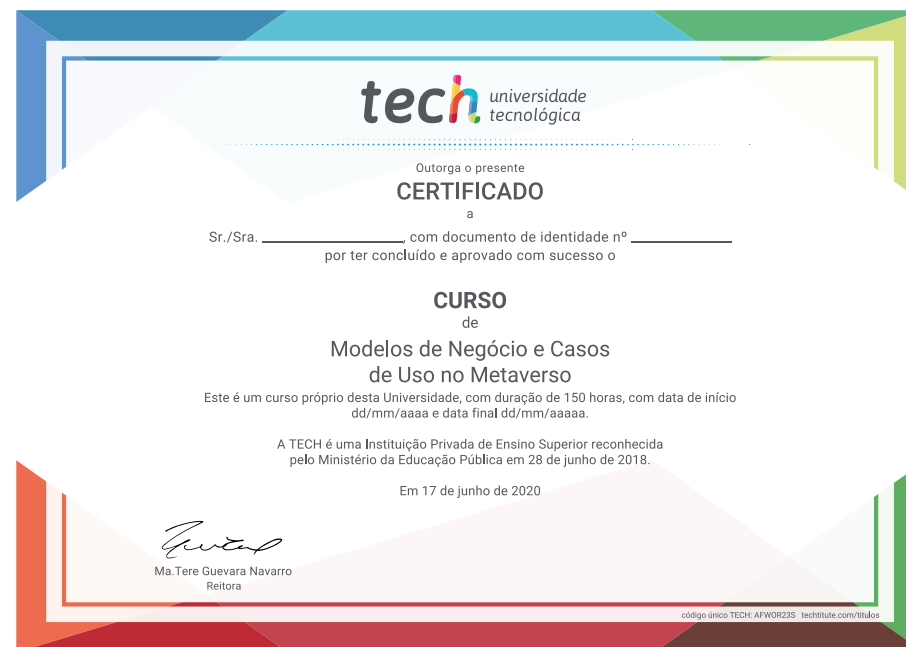 tech universidade
tecnológica
Outorga o presente
CERTIFICADO
a
Sr./Sra. ____________, com documento de identidade nº ____________
por ter concluído e aprovado com sucesso o
CURSO
de
Modelos de Negócio e Casos
de Uso no Metaverso
Este é um curso próprio desta Universidade, com duração de 150 horas, com data de início
dd/mm/aaaa e data final dd/mm/aaaaa.
A TECH é uma Instituição Privada de Ensino Superior reconhecida
pelo Ministério da Educação Pública em 28 de junho de 2018.
Em 17 de junho de 2020
Ma.Tere Guevara Navarro
Reitora
código único TECH: AFWOR23S techtitute.com/titulos